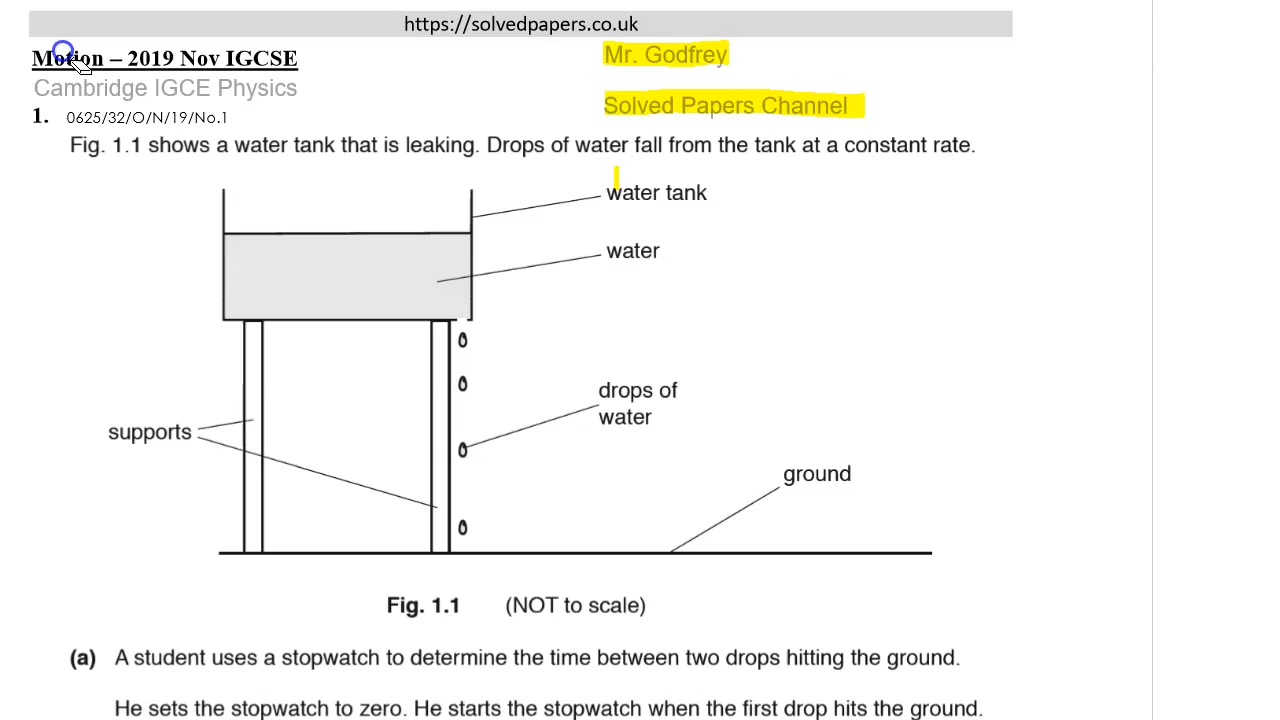 https://solvedpapers.co.uk
Motion – 2019 Nov IGCSE
Mr. Godfrey
Cambridge IGCE Physics
Solved Papers Channel
1. 0625/32/O/N/19/No.1
Fig. 1.1 shows a water tank that is leaking. Drops of water fall from the tank at a constant rate.
water tank
water
drops of
water
supports
ground
Fig. 1.1 (NOT to scale)
(a) A student uses a stopwatch to determine the time between two drops hitting the ground.
He sets the stopwatch to zero. He starts the stopwatch when the first drop hits the ground.